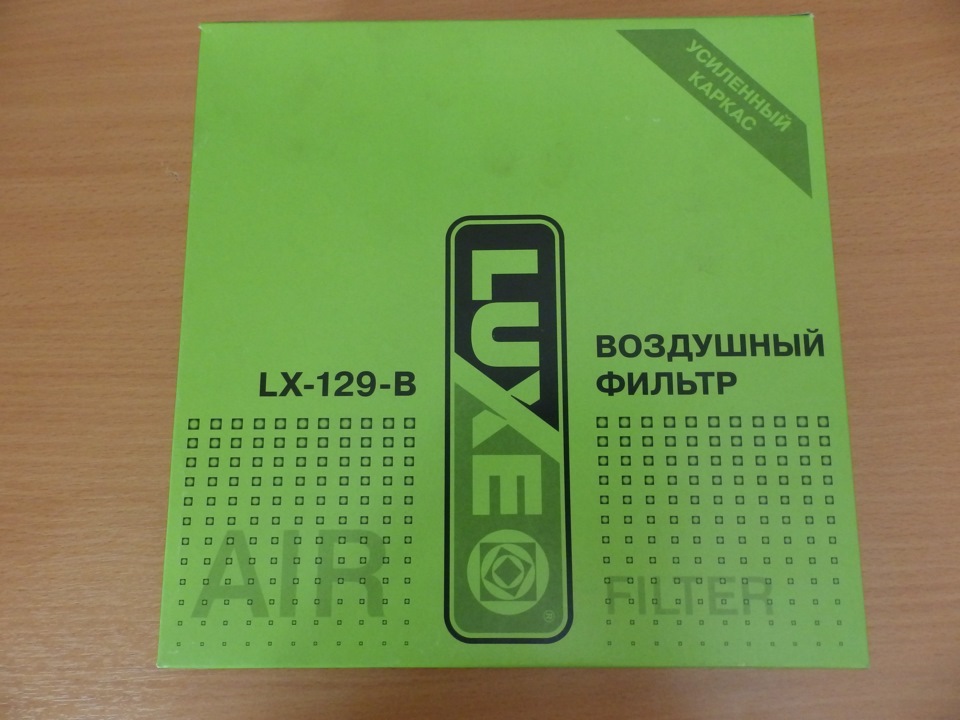 УСИЛЕННЫЙ
КАРКАС
LUXE
®
LX-129-B
ВОЗДУШНЫЙ
ФИЛЬТР
AIR
FILTER